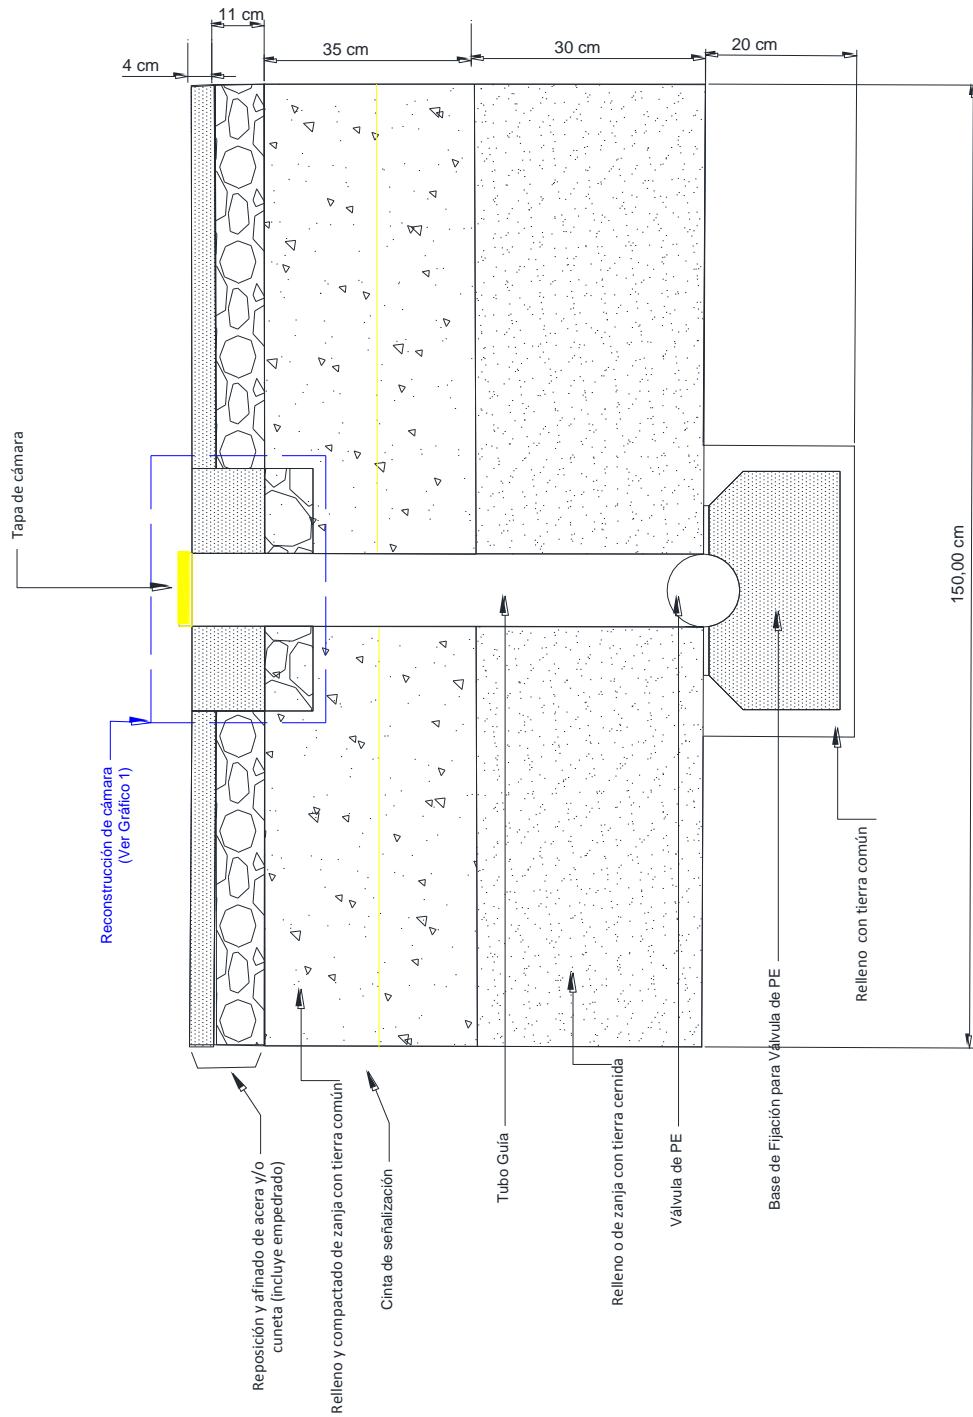 11 cm
4 cm
35 cm
30 cm
20 cm
Tapa de cámara
150,00 cm
Reconstrucción de cámara
(Ver Gráfico 1)
Reposición y afinado de acera y/o
cuneta (incluye empedrado)
Relleno y compactado de zanja con tierra común
Cinta de señalización
Tubo Guía
Relleno o de zanja con tierra cernida
Válvula de PE
Base de Fijación para Válvula de PE
Relleno con tierra común